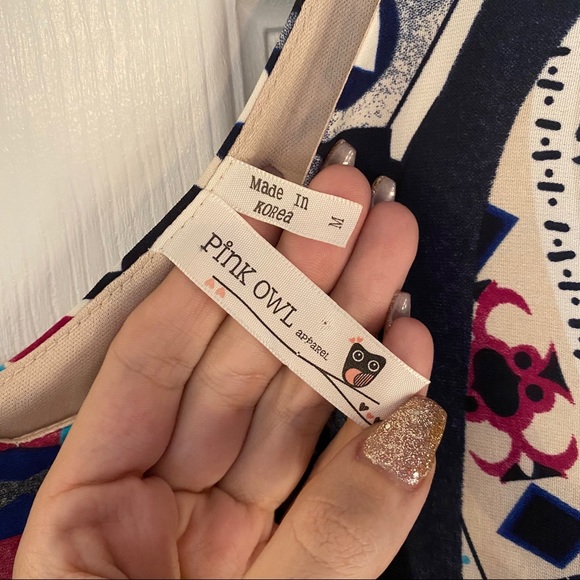 Made In
Korea
M
Pink Owl
apparel